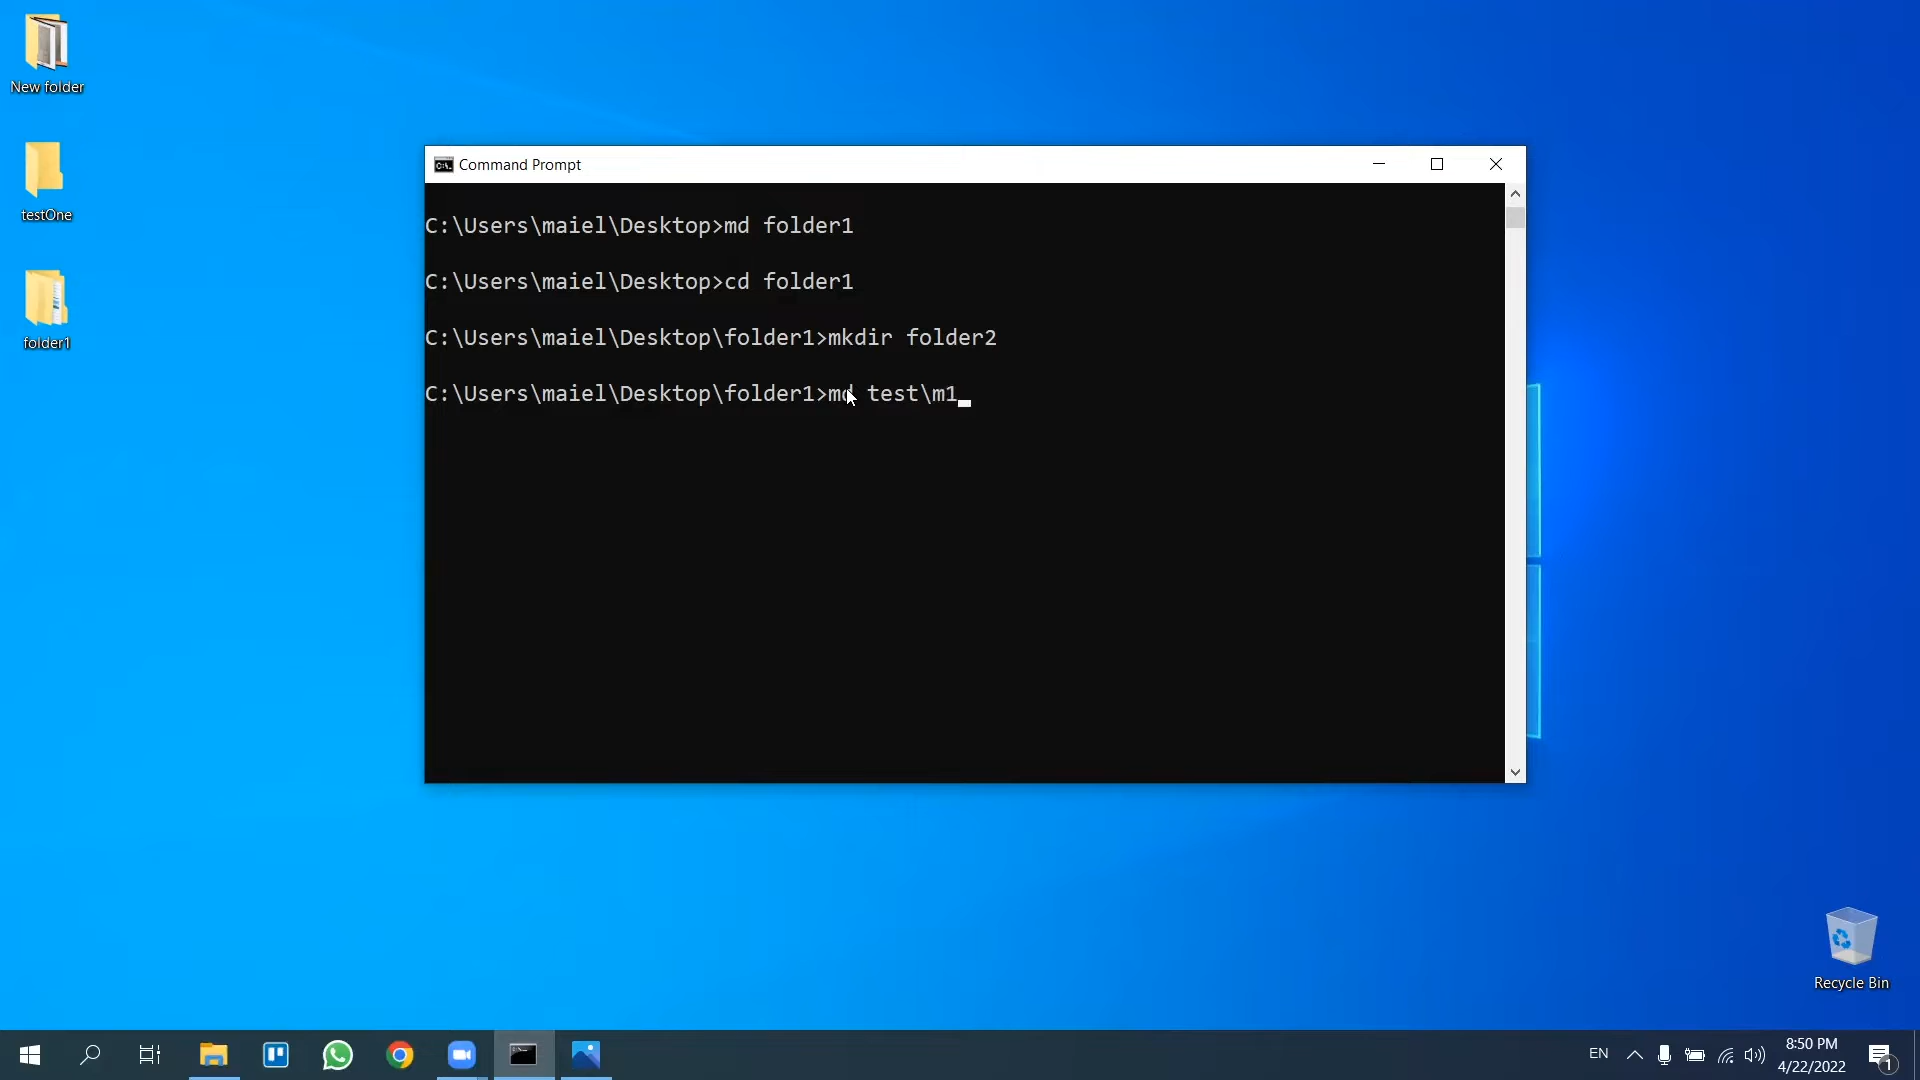 New folder
testOne
folder1
Command Prompt
C:\Users\maiel\Desktop>md folder1
C:\Users\maiel\Desktop>cd folder1
C:\Users\maiel\Desktop\folder1>mkdir folder2
C:\Users\maiel\Desktop\folder1>md test\m1
Recycle Bin
EN
8:50 PM
4/22/2022
1